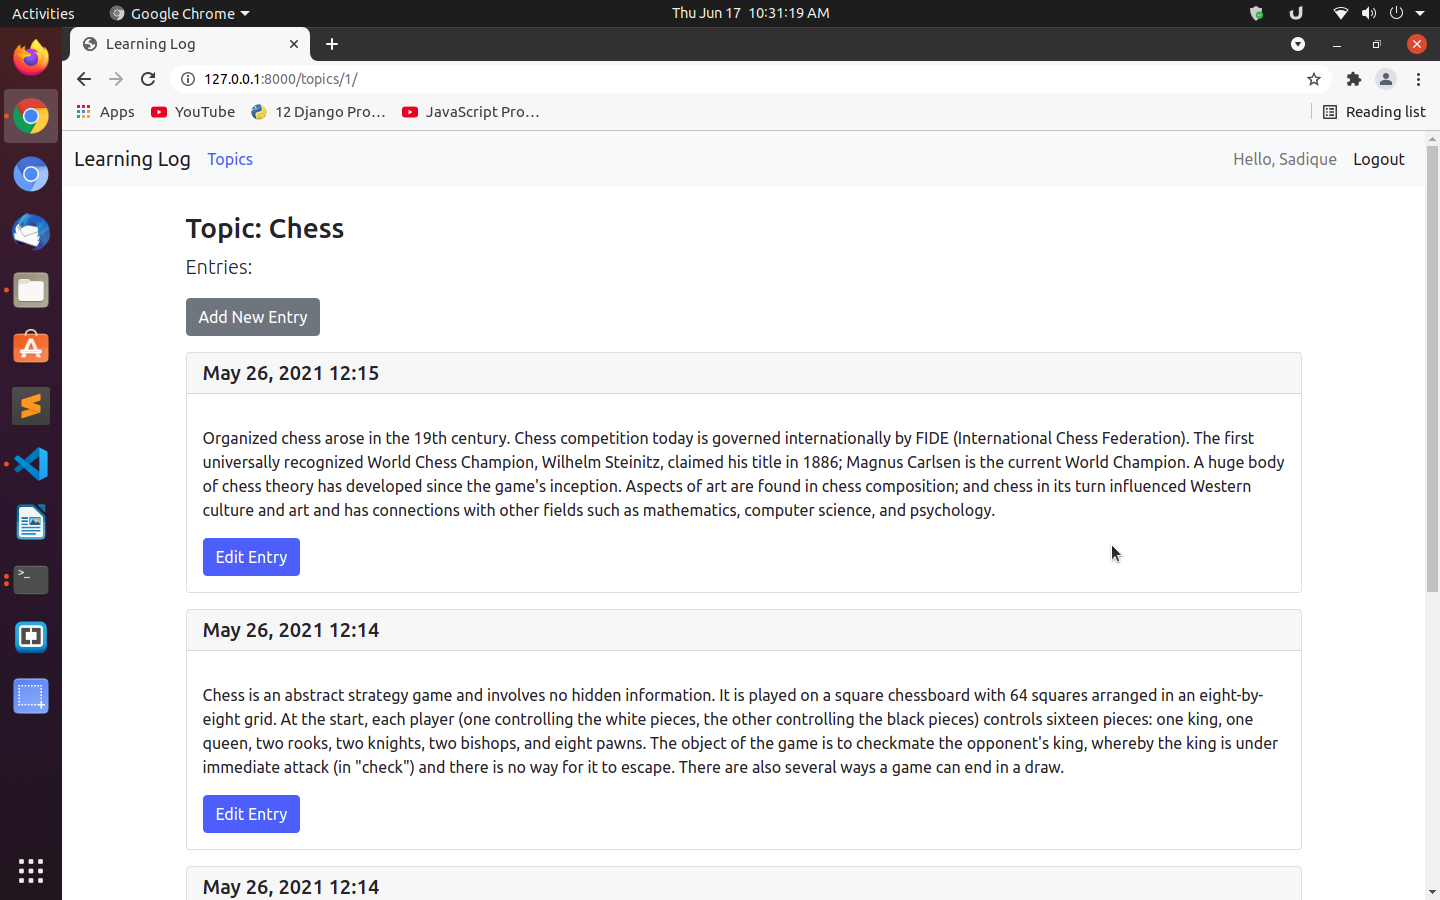 Activities Google Chrome Thu Jun 17 10:31:19 AM
Learning Log
127.0.0.1:8000/topics/1/
Apps YouTube 12 Django Pro... JavaScript Pro... Reading list
Learning Log Topics Hello, Sadique Logout
Topic: Chess
Entries:
Add New Entry
May 26, 2021 12:15
Organized chess arose in the 19th century. Chess competition today is governed internationally by FIDE (International Chess Federation). The first
universally recognized World Chess Champion, Wilhelm Steinitz, claimed his title in 1886; Magnus Carlsen is the current World Champion. A huge body
of chess theory has developed since the game's inception. Aspects of art are found in chess composition; and chess in its turn influenced Western
culture and art and has connections with other fields such as mathematics, computer science, and psychology.
Edit Entry
May 26, 2021 12:14
Chess is an abstract strategy game and involves no hidden information. It is played on a square chessboard with 64 squares arranged in an eight-by-
eight grid. At the start, each player (one controlling the white pieces, the other controlling the black pieces) controls sixteen pieces: one king, one
queen, two rooks, two knights, two bishops, and eight pawns. The object of the game is to checkmate the opponent's king, whereby the king is under
immediate attack (in "check") and there is no way for it to escape. There are also several ways a game can end in a draw.
Edit Entry
May 26, 2021 12:14